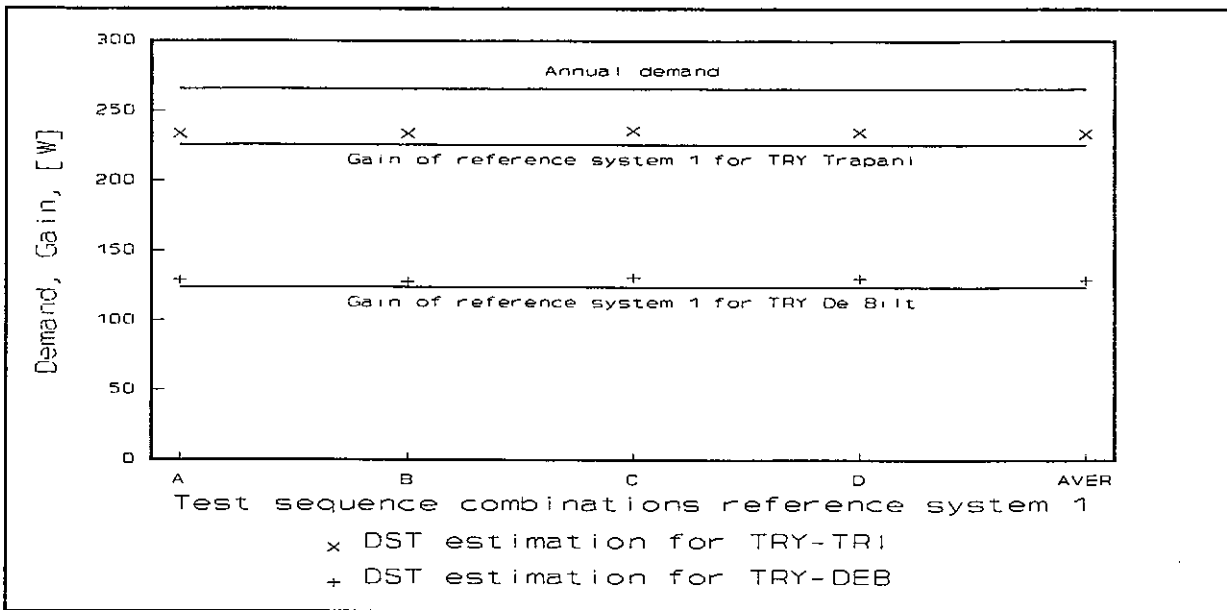 300
Annual demand
250
Gain of reference system 1 for TRY Trapani
200
150
Gain of reference system 1 for TRY De Bilt
100
50
0
Demand, Gain, [W]
A B C D AVER
Test sequence combinations reference system 1
× DST estimation for TRY-TRI
+ DST estimation for TRY-DEB